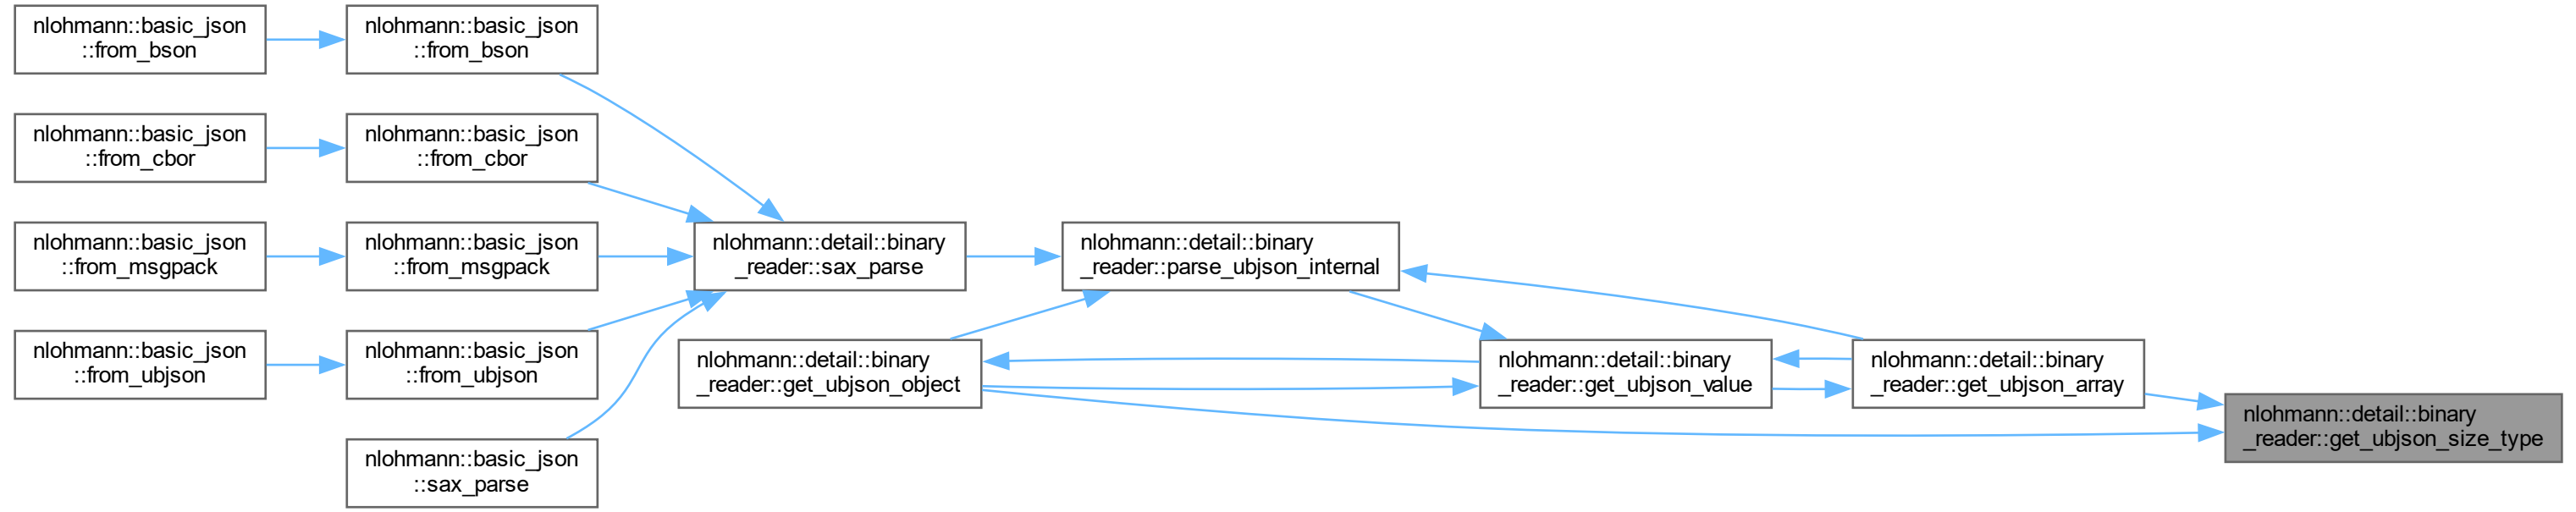 nlohmann::basic_json
::from_bson
nlohmann::basic_json
::from_bson
nlohmann::basic_json
::from_cbor
nlohmann::basic_json
::from_cbor
nlohmann::basic_json
::from_msgpack
nlohmann::basic_json
::from_msgpack
nlohmann::detail::binary
_reader::sax_parse
nlohmann::detail::binary
_reader::parse_ubjson_internal
nlohmann::basic_json
::from_ubjson
nlohmann::basic_json
::from_ubjson
nlohmann::detail::binary
_reader::get_ubjson_object
nlohmann::detail::binary
_reader::get_ubjson_value
nlohmann::detail::binary
_reader::get_ubjson_array
nlohmann::detail::binary
_reader::get_ubjson_size_type
nlohmann::basic_json
::sax_parse